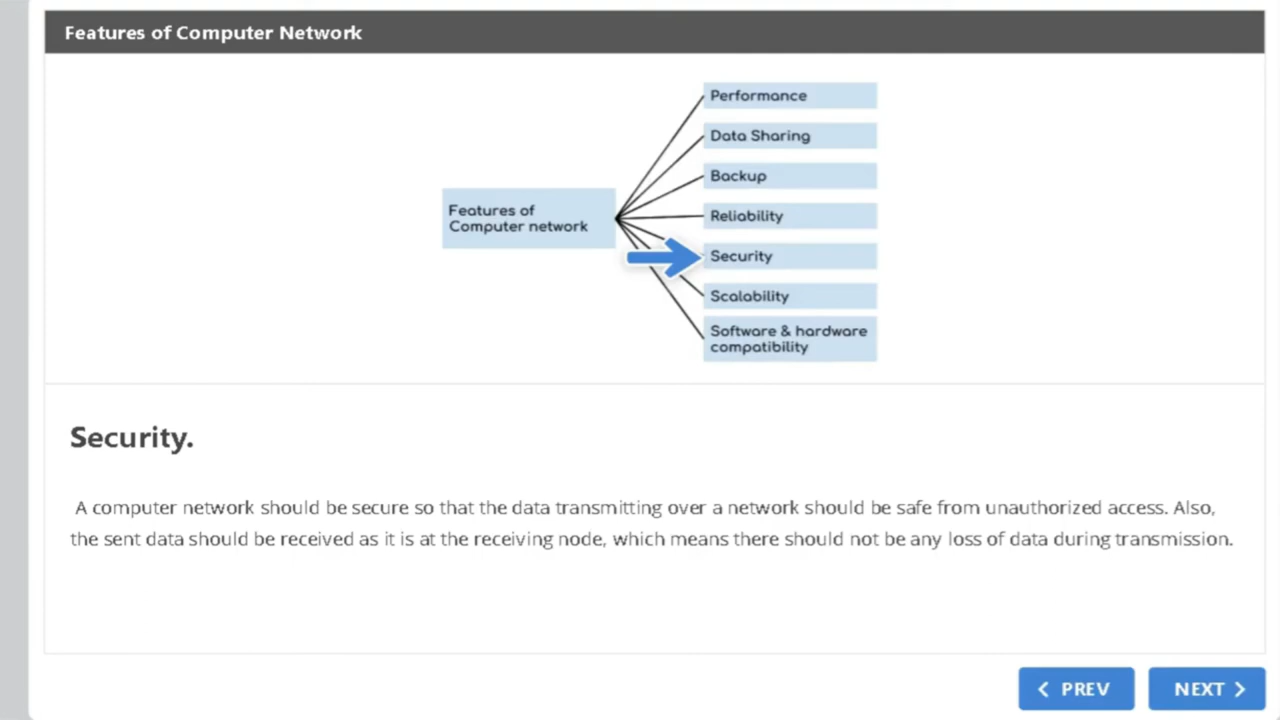 Features of Computer Network
Performance
Data Sharing
Backup
Features of
Computer network
Reliability
Security
Scalability
Software & hardware
compatibility
Security.
A computer network should be secure so that the data transmitting over a network should be safe from unauthorized access. Also,
the sent data should be received as it is at the receiving node, which means there should not be any loss of data during transmission.
PREV
NEXT